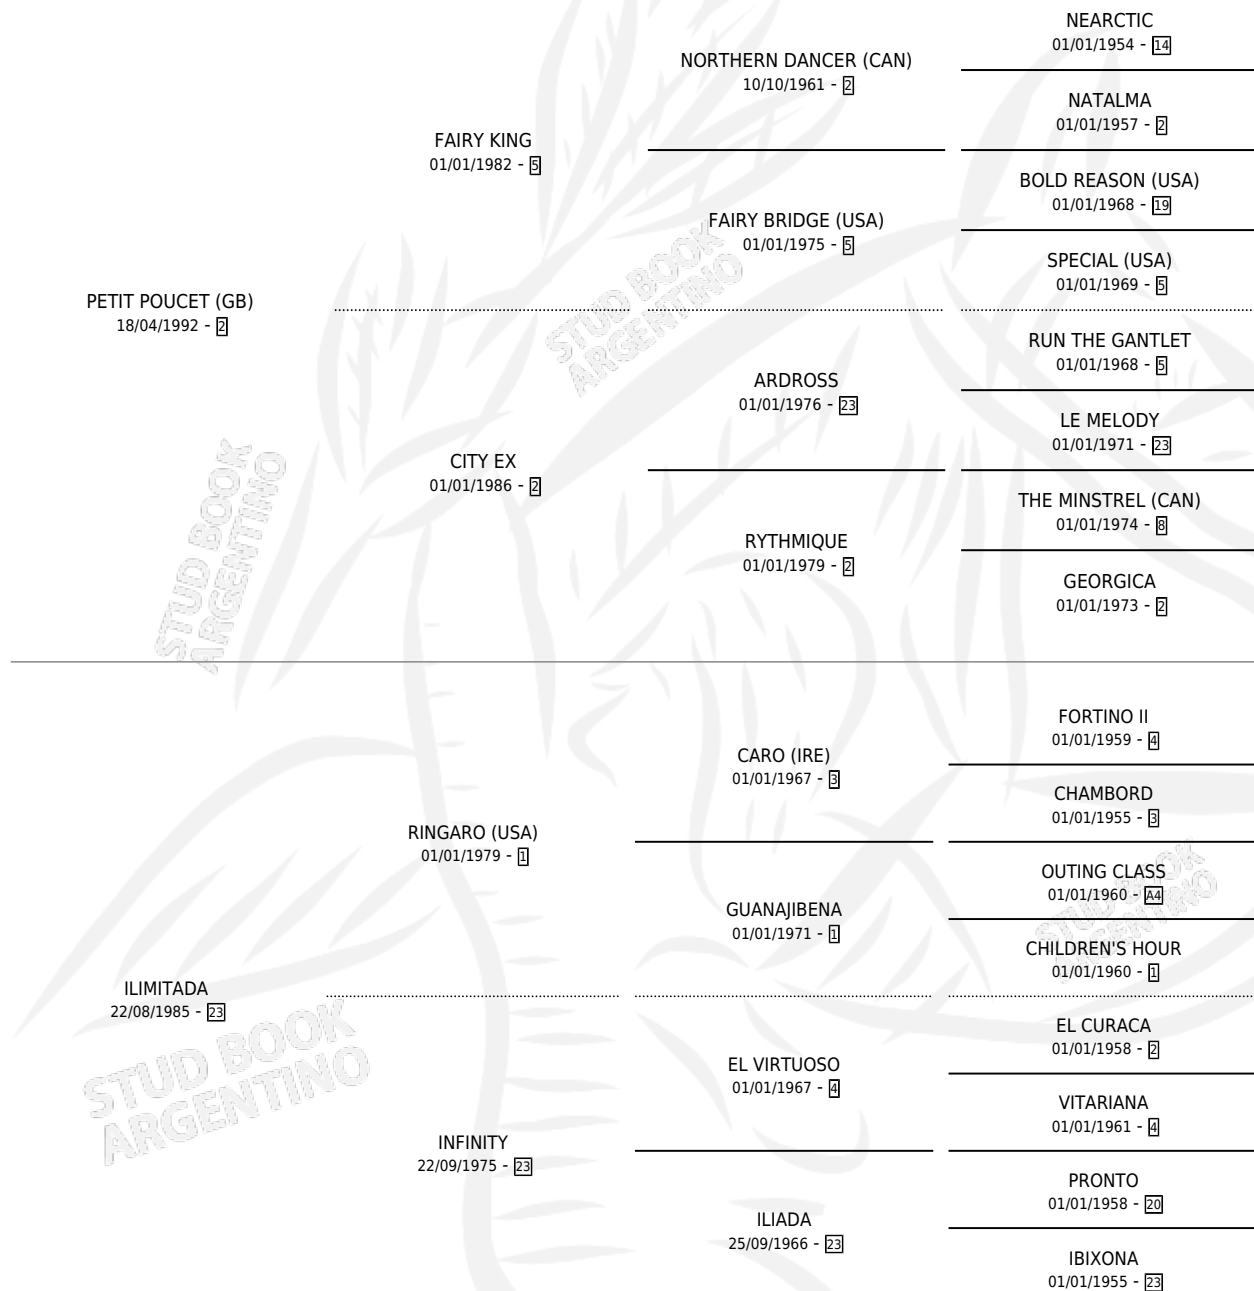 PETIT POUCET (GB)
18/04/1992 - 2
FAIRY KING
01/01/1982 - 5
CITY EX
01/01/1986 - 2
NORTHERN DANCER (CAN)
10/10/1961 - 2
FAIRY BRIDGE (USA)
01/01/1975 - 5
ARDROSS
01/01/1976 - 23
RYTHMIQUE
01/01/1979 - 2
NEARCTIC
01/01/1954 - 14
NATALMA
01/01/1957 - 2
BOLD REASON (USA)
01/01/1968 - 19
SPECIAL (USA)
01/01/1969 - 5
RUN THE GANTLET
01/01/1968 - 5
LE MELODY
01/01/1971 - 23
THE MINSTREL (CAN)
01/01/1974 - 8
GEORGICA
01/01/1973 - 2
ILIMITADA
22/08/1985 - 23
RINGARO (USA)
01/01/1979 - 1
INFINITY
22/09/1975 - 23
CARO (IRE)
01/01/1967 - 3
GUANAJIBENA
01/01/1971 - 1
EL VIRTUOSO
01/01/1967 - 4
ILIADA
25/09/1966 - 23
FORTINO II
01/01/1959 - 4
CHAMBORD
01/01/1955 - 3
OUTING CLASS
01/01/1960 - A4
CHILDREN'S HOUR
01/01/1960 - 1
EL CURACA
01/01/1958 - 2
VITARIANA
01/01/1961 - 4
PRONTO
01/01/1958 - 20
IBIXONA
01/01/1955 - 23
STUD BOOK
ARGENTINO
STUD BOOK
ARGENTINO
STUD BOOK
ARGENTINO
STUD BOOK
ARGENTINO